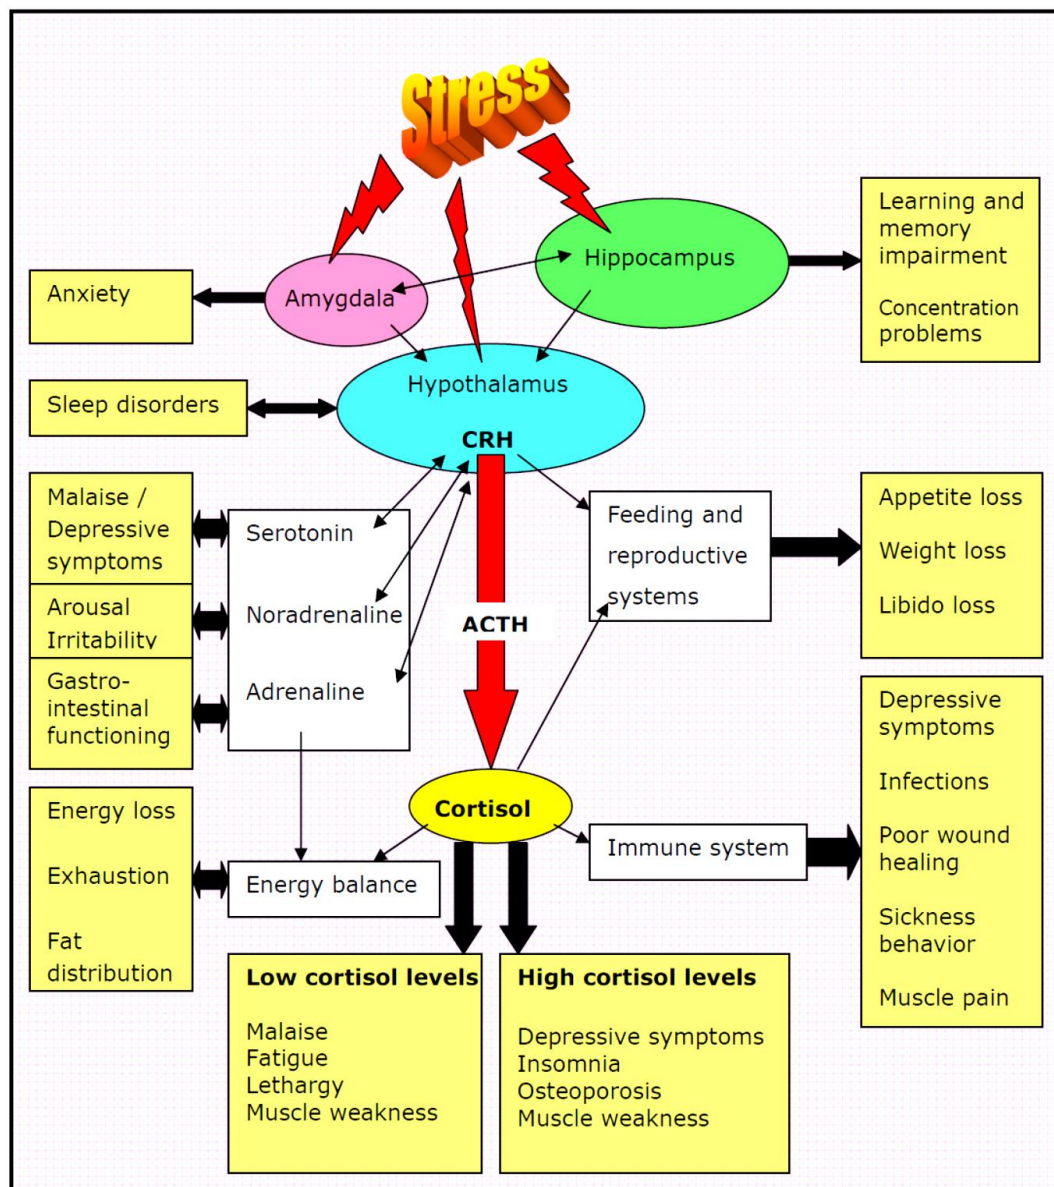 Stress
Hippocampus
Learning and
memory
impairment
Concentration
problems
Anxiety
Amygdala
Hypothalamus
CRH
Sleep disorders
Malaise /
Depressive
symptoms
Arousal
Irritability
Gastro-
intestinal
functioning
Serotonin
Noradrenaline
Adrenaline
ACTH
Feeding and
reproductive
systems
Appetite loss
Weight loss
Libido loss
Cortisol
Immune system
Depressive
symptoms
Infections
Poor wound
healing
Sickness
behavior
Muscle pain
Energy loss
Exhaustion
Fat
distribution
Energy balance
Low cortisol levels
Malaise
Fatigue
Lethargy
Muscle weakness
High cortisol levels
Depressive symptoms
Insomnia
Osteoporosis
Muscle weakness